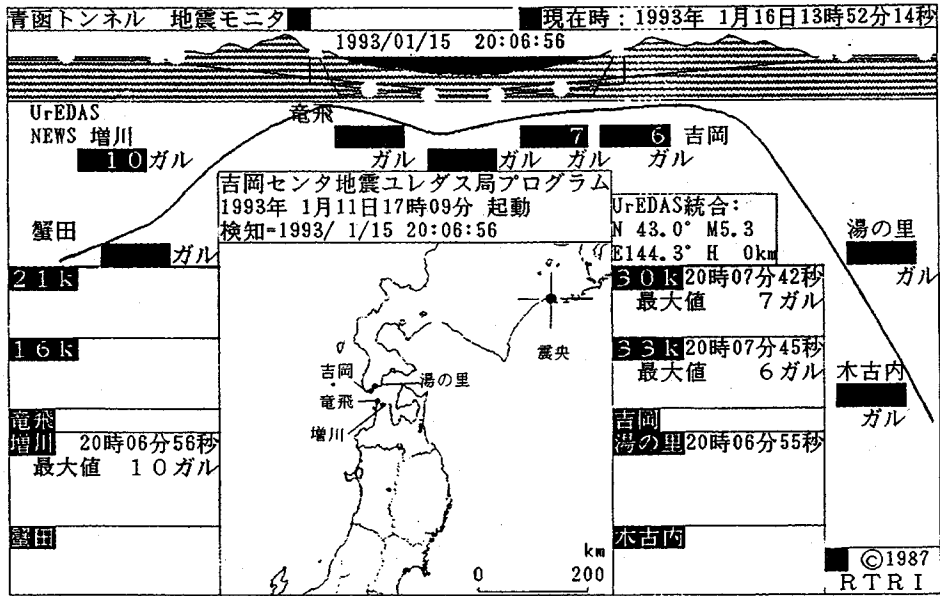 青函トンネル 地震モニタ
現在時：1993年 1月16日13時52分14秒
1993/01/15 20:06:56
UrEDAS
NEWS 増川
10 ガル
竜飛
ガル
ガル
7
ガル
6 吉岡
ガル
吉岡センタ地震ユレダス局プログラム
1993年 1月11日17時09分 起動
検知=1993/ 1/15 20:06:56
UrEDAS統合:
N 43.0° M5.3
E144.3° H 0km
蟹田
ガル
湯の里
ガル
21k
16k
竜飛
増川 20時06分56秒
最大値 10ガル
蟹田
震央
吉岡
湯の里
竜飛
増川
km
0 200
30k 20時07分42秒
最大値 7ガル
33k 20時07分45秒
最大値 6ガル
吉岡
湯の里 20時06分55秒
木古内
木古内
ガル
©1987
RTRI